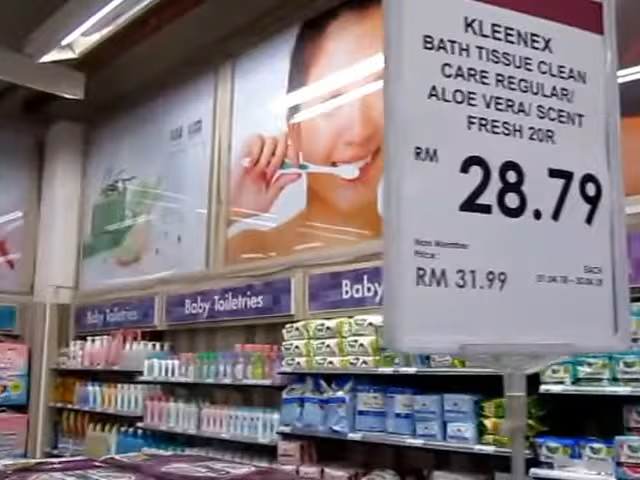 KLEENEX
BATH TISSUE CLEAN
CARE REGULAR/
ALOE VERA/ SCENT
FRESH 20R
RM
28.79
Non Member
Price:
RM 31.99
EACH
Baby Toiletries
Baby Toiletries
Baby